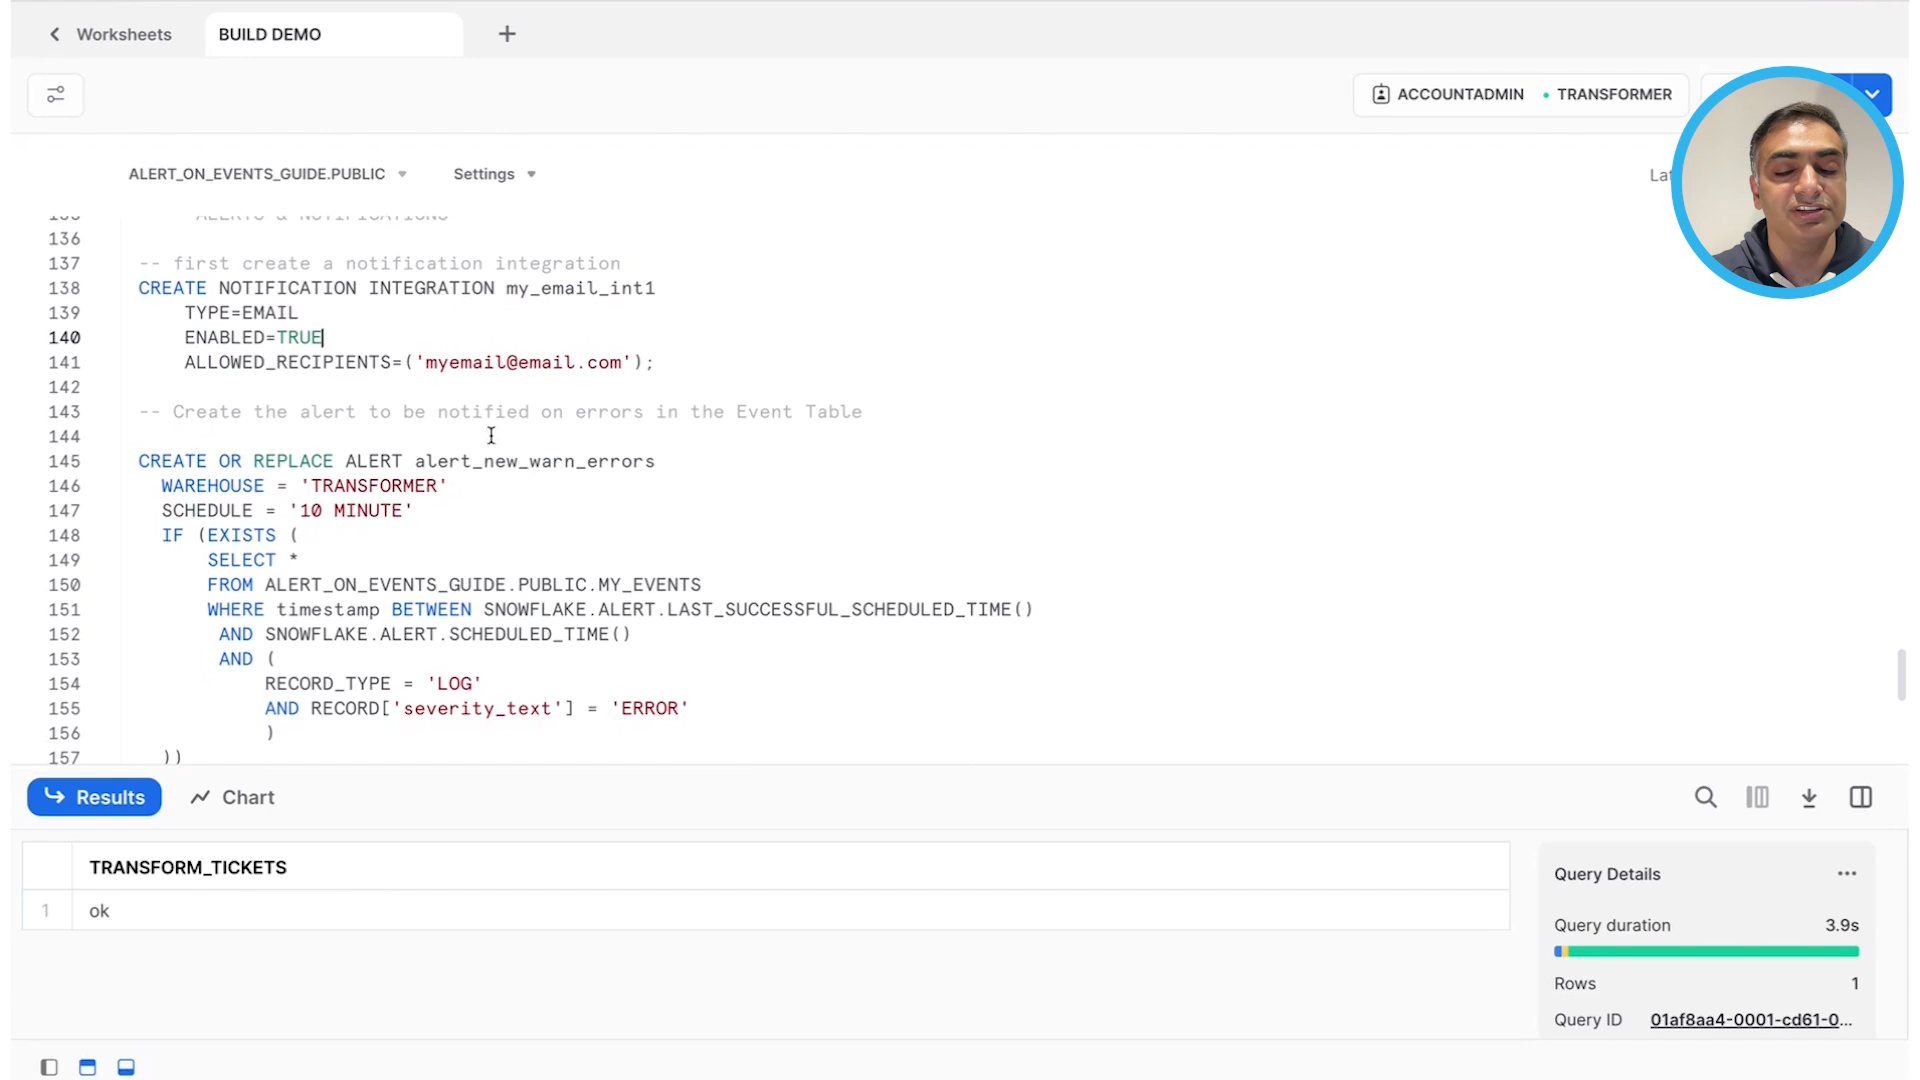 Worksheets
BUILD DEMO
ACCOUNTADMIN • TRANSFORMER
ALERT_ON_EVENTS_GUIDE.PUBLIC
Settings
136
137 -- first create a notification integration
138 CREATE NOTIFICATION INTEGRATION my_email_int1
139 TYPE=EMAIL
140 ENABLED=TRUE
141 ALLOWED_RECIPIENTS=('myemail@email.com');
142
143 -- Create the alert to be notified on errors in the Event Table
144
145 CREATE OR REPLACE ALERT alert_new_warn_errors
146 WAREHOUSE = 'TRANSFORMER'
147 SCHEDULE = '10 MINUTE'
148 IF (EXISTS (
149 SELECT *
150 FROM ALERT_ON_EVENTS_GUIDE.PUBLIC.MY_EVENTS
151 WHERE timestamp BETWEEN SNOWFLAKE.ALERT.LAST_SUCCESSFUL_SCHEDULED_TIME()
152 AND SNOWFLAKE.ALERT.SCHEDULED_TIME()
153 AND (
154 RECORD_TYPE = 'LOG'
155 AND RECORD['severity_text'] = 'ERROR'
156 )
157 ))
Results
Chart
TRANSFORM_TICKETS
1 ok
Query Details
Query duration 3.9s
Rows 1
Query ID 01af8aa4-0001-cd61-0...